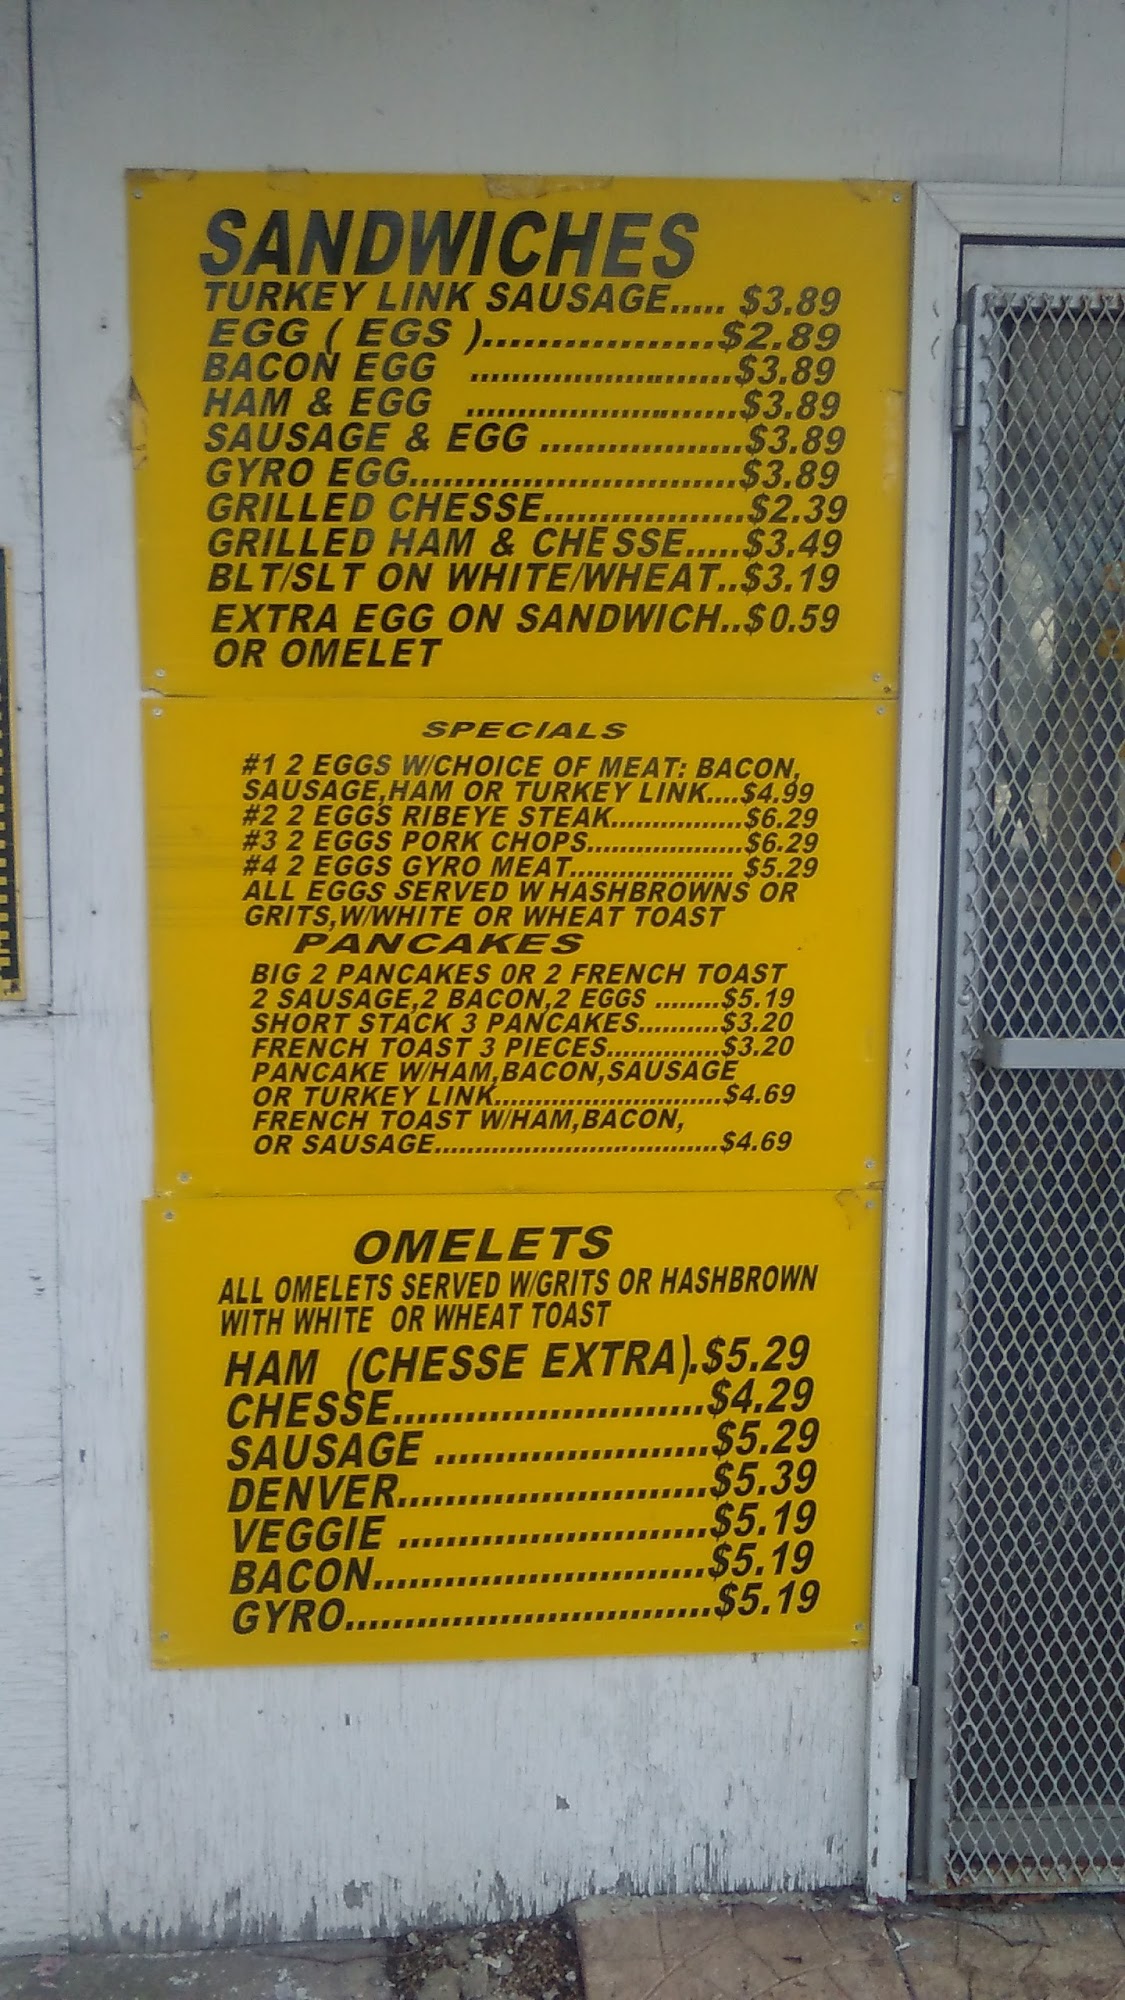 SANDWICHES
TURKEY LINK SAUSAGE..... $3.89
EGG ( EGS )..................$2.89
BACON EGG ..........................$3.89
HAM & EGG ...........................$3.89
SAUSAGE & EGG ....................$3.89
GYRO EGG................................$3.89
GRILLED CHESSE....................$2.39
GRILLED HAM & CHESSE.....$3.49
BLT/SLT ON WHITE/WHEAT..$3.19
EXTRA EGG ON SANDWICH..$0.59
OR OMELET
SPECIALS
#1 2 EGGS W/CHOICE OF MEAT: BACON,
SAUSAGE,HAM OR TURKEY LINK....$4.99
#2 2 EGGS RIBEYE STEAK................$6.29
#3 2 EGGS PORK CHOPS...................$6.29
#4 2 EGGS GYRO MEAT.................... $5.29
ALL EGGS SERVED W HASHBROWNS OR
GRITS,W/WHITE OR WHEAT TOAST
PANCAKES
BIG 2 PANCAKES OR 2 FRENCH TOAST
2 SAUSAGE,2 BACON,2 EGGS ........$5.19
SHORT STACK 3 PANCAKES..........$3.20
FRENCH TOAST 3 PIECES..............$3.20
PANCAKE W/HAM,BACON,SAUSAGE
OR TURKEY LINK............................$4.69
FRENCH TOAST W/HAM,BACON,
OR SAUSAGE...................................$4.69
OMELETS
ALL OMELETS SERVED W/GRITS OR HASHBROWN
WITH WHITE OR WHEAT TOAST
HAM (CHESSE EXTRA).$5.29
CHESSE..........................$4.29
SAUSAGE .......................$5.29
DENVER..........................$5.39
VEGGIE ..........................$5.19
BACON............................$5.19
GYRO..............................$5.19